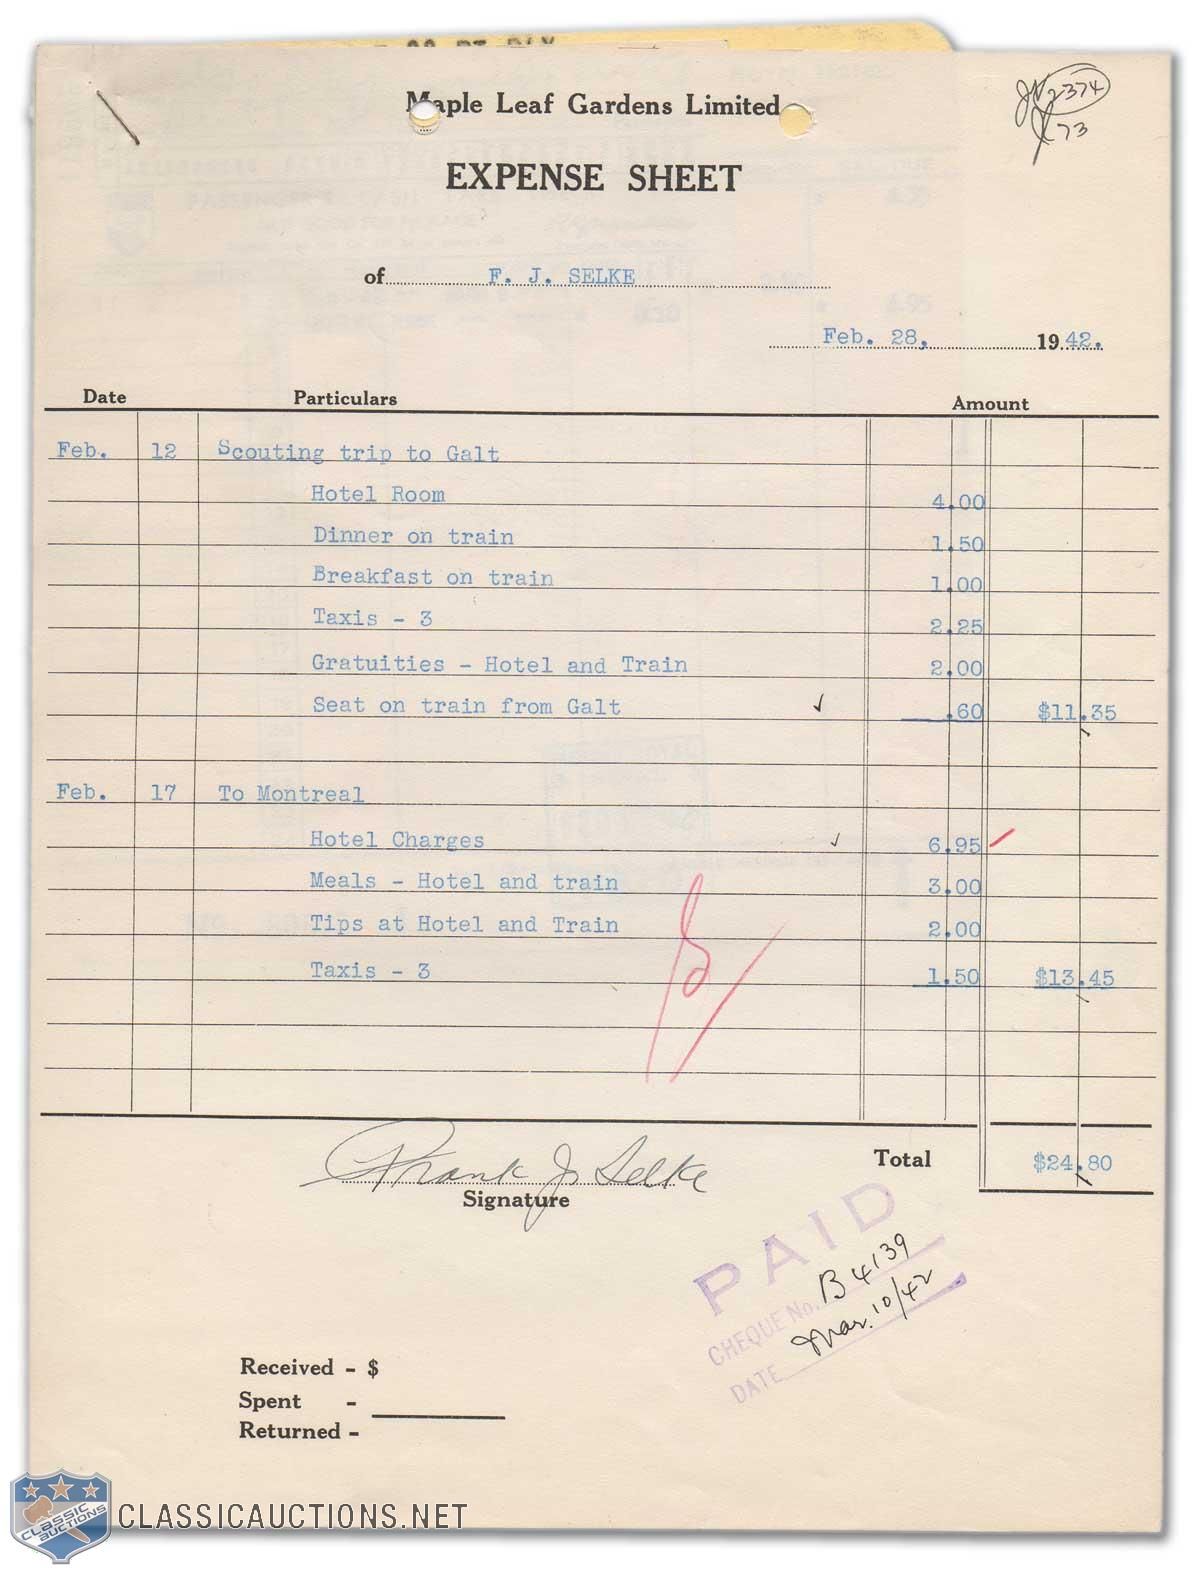 Maple Leaf Gardens Limited
EXPENSE SHEET
of F. J. SELKE
Feb. 28, 1942.
Date Particulars Amount
Feb. 12 Scouting trip to Galt
Hotel Room 4.00
Dinner on train 1.50
Breakfast on train 1.00
Taxis - 3 2.25
Gratuities - Hotel and Train 2.00
Seat on train from Galt .60 $11.35
Feb. 17 To Montreal
Hotel Charges 6.95
Meals - Hotel and train 3.00
Tips at Hotel and Train 2.00
Taxis - 3 1.50 $13.45
Total $24.80
Frank J. Selke
Signature
PAID
CHEQUE No. B4139
DATE Mar. 10/42
Received - $
Spent -
Returned -
CLASSIC AUCTIONS
CLASSICAUCTIONS.NET